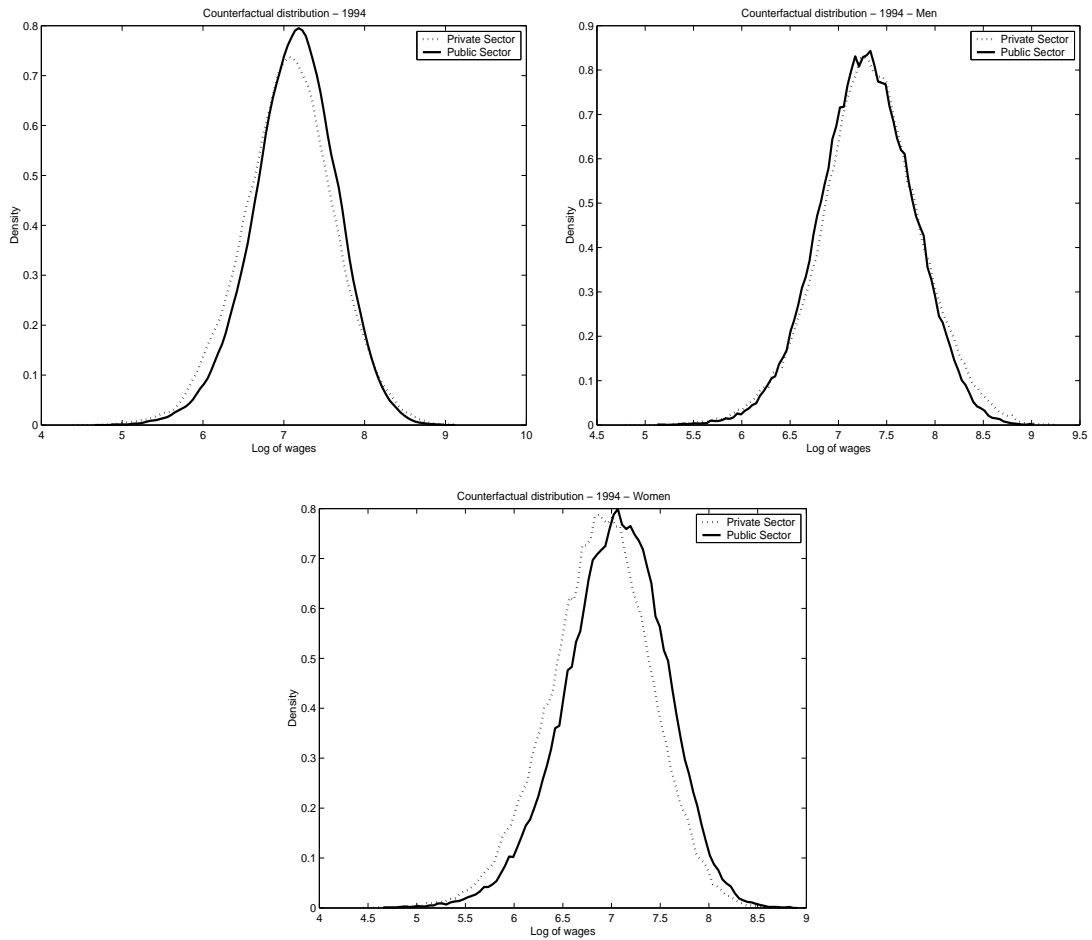 Counterfactual distribution − 1994
Private Sector
Public Sector
0.8
0.7
0.6
0.5
0.4
0.3
0.2
0.1
0
Density
4 5 6 7 8 9 10
Log of wages
Counterfactual distribution − 1994 − Men
Private Sector
Public Sector
0.9
0.8
0.7
0.6
0.5
0.4
0.3
0.2
0.1
0
Density
4.5 5 5.5 6 6.5 7 7.5 8 8.5 9 9.5
Log of wages
Counterfactual distribution − 1994 − Women
Private Sector
Public Sector
0.8
0.7
0.6
0.5
0.4
0.3
0.2
0.1
0
Density
4 4.5 5 5.5 6 6.5 7 7.5 8 8.5 9
Log of wages